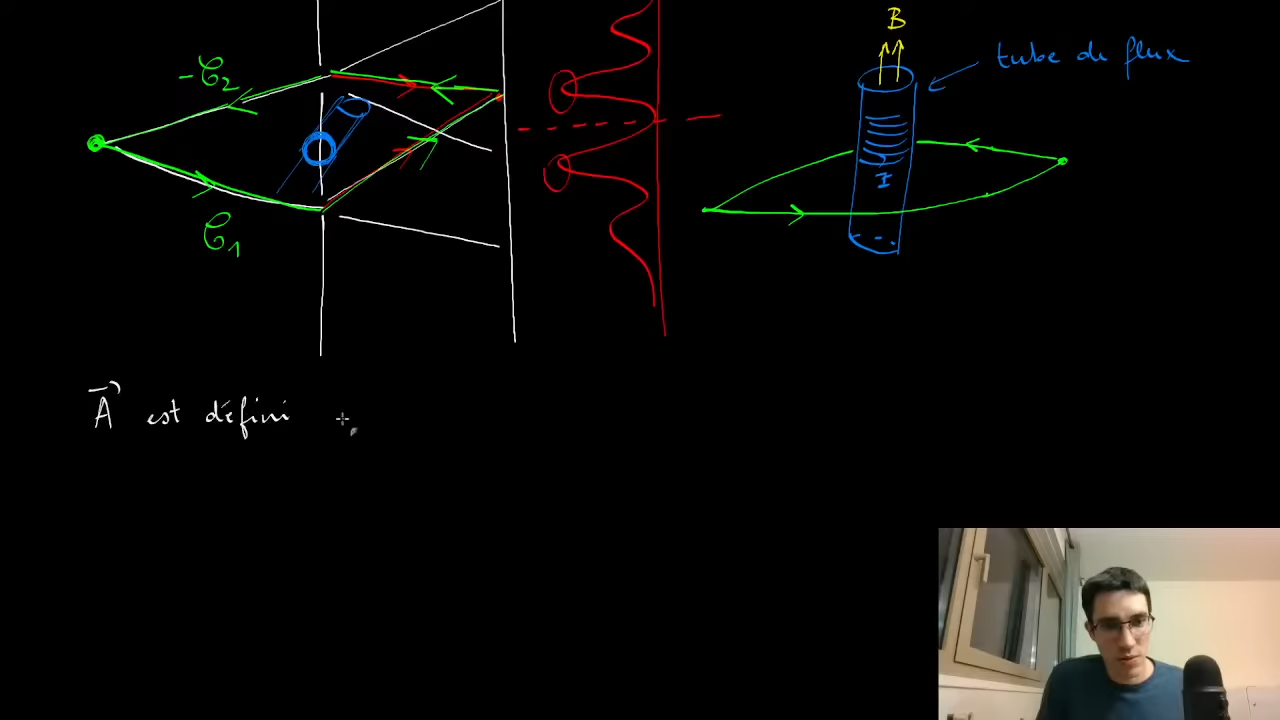 B
tube de flux
-𝒞₂
I
𝒞₁
A⃗ est défini